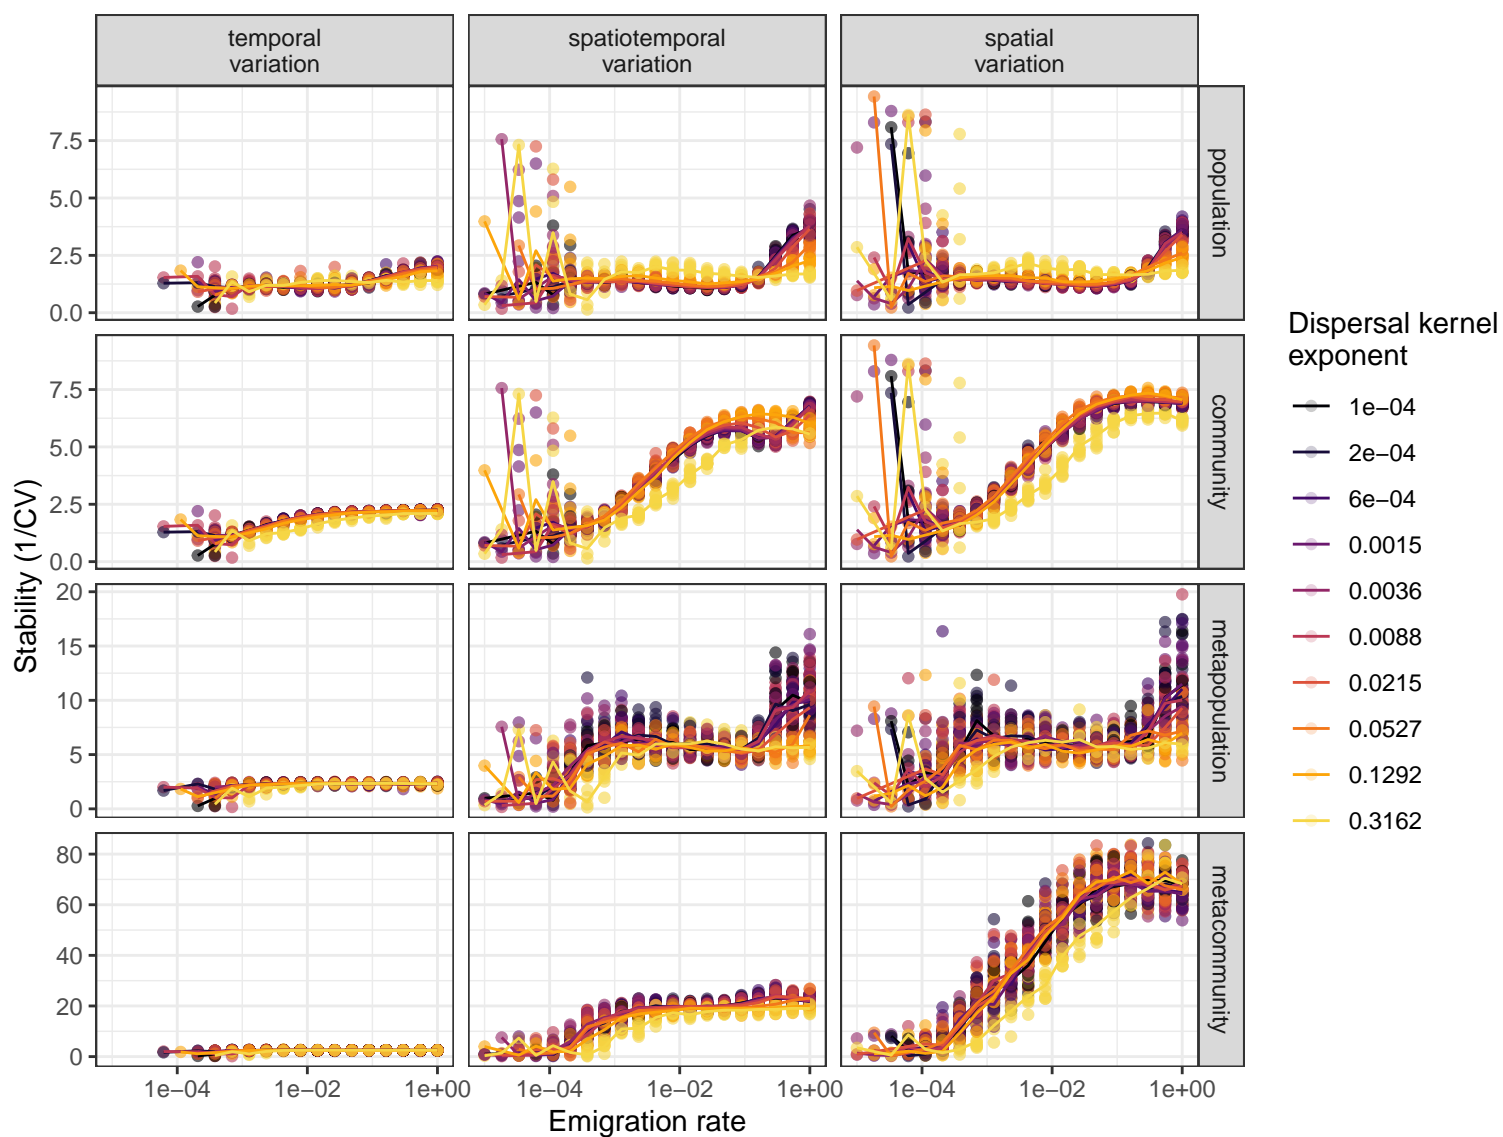 temporal
variation
spatiotemporal
variation
spatial
variation
7.5
5.0
2.5
0.0
population
7.5
5.0
2.5
0.0
community
20
15
10
5
0
metapopulation
80
60
40
20
0
metacommunity
1e−04
1e−02
1e+00
1e−04
1e−02
1e+00
1e−04
1e−02
1e+00
Emigration rate
Stability (1/CV)
Dispersal kernel
exponent
1e−04
2e−04
6e−04
0.0015
0.0036
0.0088
0.0215
0.0527
0.1292
0.3162